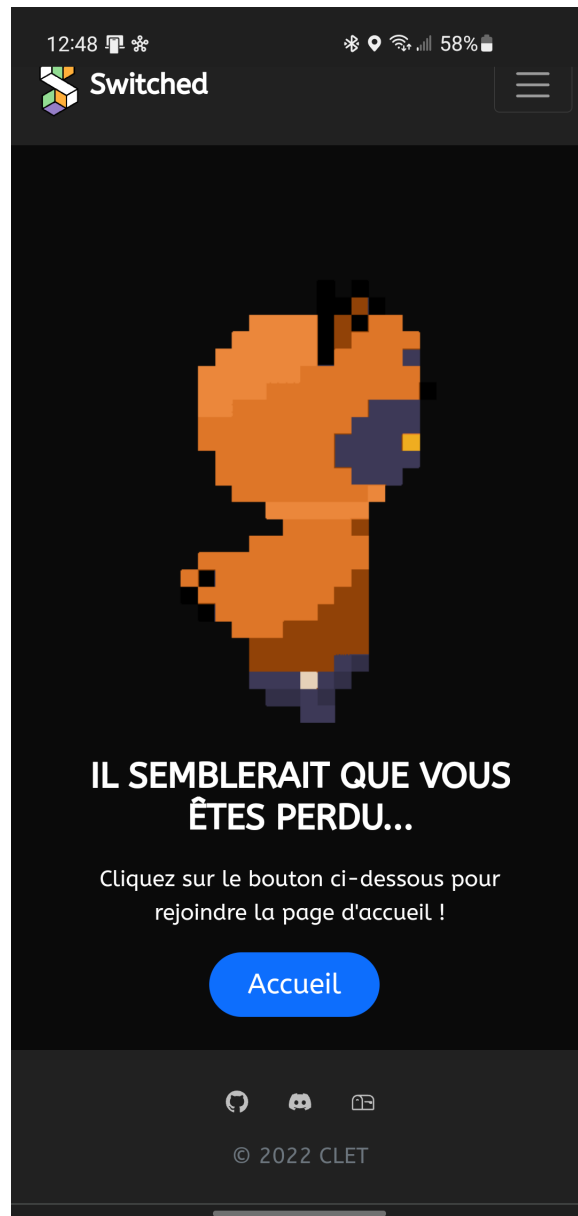 12:48 58%
Switched
IL SEMBLERAIT QUE VOUS
ÊTES PERDU...
Cliquez sur le bouton ci-dessous pour
rejoindre la page d'accueil !
Accueil
© 2022 CLET